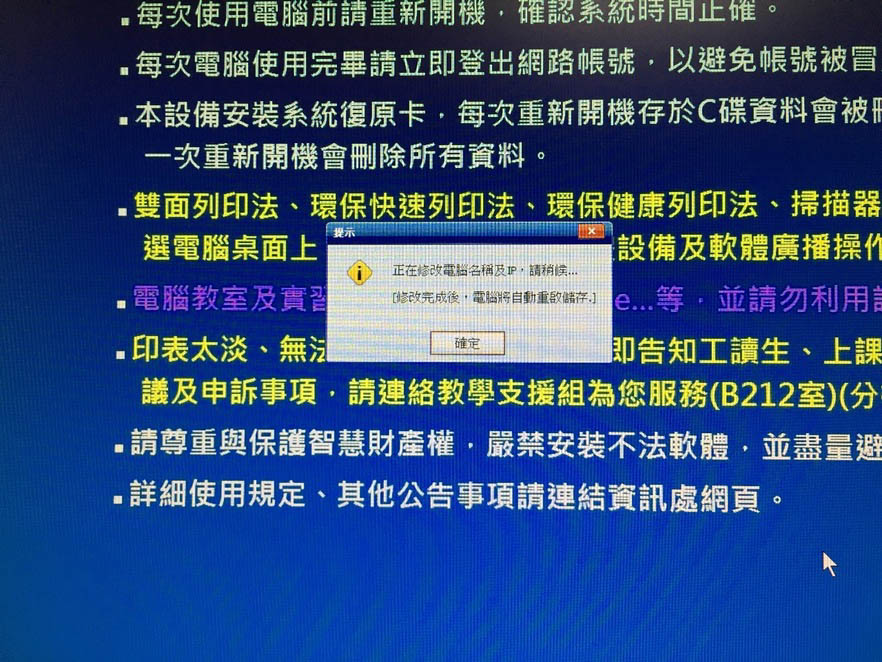 每次使用電腦前請重新開機，確認系統時間正確。
每次電腦使用完畢請立即登出網路帳號，以避免帳號被冒
本設備安裝系統復原卡，每次重新開機存於C碟資料會被刪
一次重新開機會刪除所有資料。
雙面列印法、環保快速列印法、環保健康列印法、掃描器
選電腦桌面上
設備及軟體廣播操作
提示
正在修改電腦名稱及IP，請稍候...
[修改完成後，電腦將自動重啟儲存.]
確定
電腦教室及實習
e...等，並請勿利用
印表太淡、無法
即告知工讀生、上課
議及申訴事項，請連絡教學支援組為您服務(B212室)(分
請尊重與保護智慧財產權，嚴禁安裝不法軟體，並盡量避
詳細使用規定、其他公告事項請連結資訊處網頁。